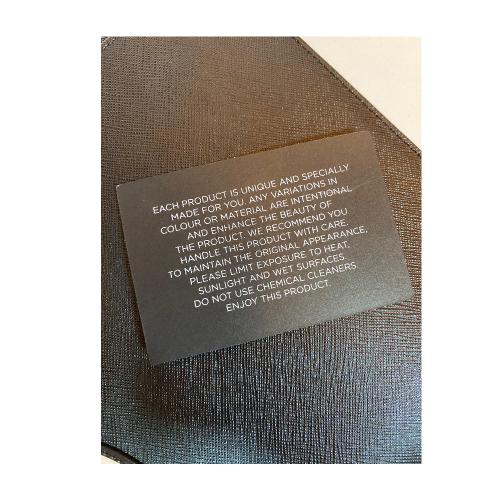 EACH PRODUCT IS UNIQUE AND SPECIALLY
MADE FOR YOU. ANY VARIATIONS IN
COLOUR OR MATERIAL ARE INTENTIONAL
AND ENHANCE THE BEAUTY OF
THE PRODUCT. WE RECOMMEND YOU
HANDLE THIS PRODUCT WITH CARE.
TO MAINTAIN THE ORIGINAL APPEARANCE,
PLEASE LIMIT EXPOSURE TO HEAT,
SUNLIGHT AND WET SURFACES.
DO NOT USE CHEMICAL CLEANERS
ENJOY THIS PRODUCT.